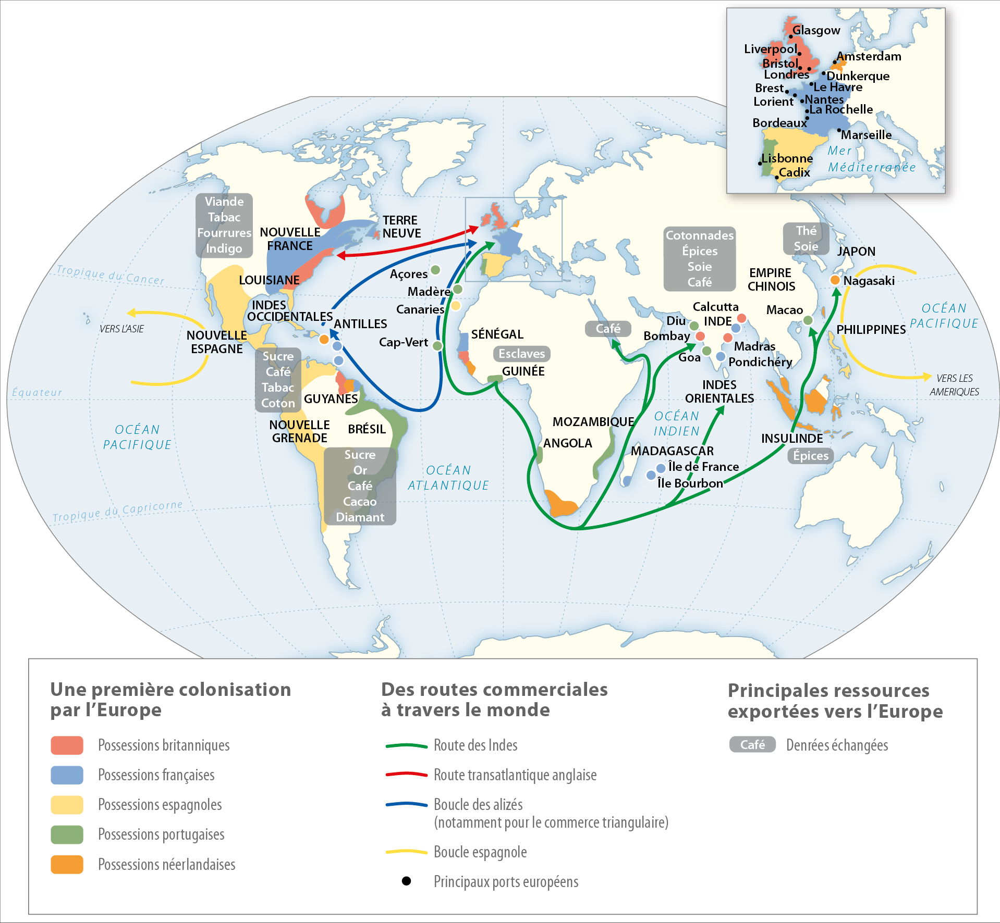 Glasgow
Liverpool
Bristol
Londres
Amsterdam
Dunkerque
Le Havre
Brest
Lorient
Nantes
La Rochelle
Bordeaux
Marseille
Mer
Méditerranée
Lisbonne
Cadix
Viande
Tabac
Fourrures
Indigo
NOUVELLE
FRANCE
TERRE
NEUVE
LOUISIANE
Tropique du Cancer
INDES
OCCIDENTALES
ANTILLES
VERS L'ASIE
NOUVELLE
ESPAGNE
Sucre
Café
Tabac
Coton
Équateur
GUYANES
NOUVELLE
GRENADE
BRÉSIL
OCÉAN
PACIFIQUE
Sucre
Or
Café
Cacao
Diamant
Tropique du Capricorne
OCÉAN
ATLANTIQUE
Açores
Madère
Canaries
Cap-Vert
SÉNÉGAL
Esclaves
GUINÉE
Café
MOZAMBIQUE
ANGOLA
MADAGASCAR
Île de France
Île Bourbon
OCÉAN
INDIEN
Cotonnades
Épices
Soie
Café
Thé
Soie
JAPON
EMPIRE
CHINOIS
Nagasaki
Calcutta
INDE
Diu
Bombay
Goa
Madras
Pondichéry
Macao
OCÉAN
PACIFIQUE
PHILIPPINES
VERS LES
AMERIQUES
INDES
ORIENTALES
INSULINDE
Épices
Une première colonisation
par l'Europe
Possessions britanniques
Possessions françaises
Possessions espagnoles
Possessions portugaises
Possessions néerlandaises
Des routes commerciales
à travers le monde
Route des Indes
Route transatlantique anglaise
Boucle des alizés
(notamment pour le commerce triangulaire)
Boucle espagnole
Principaux ports européens
Principales ressources
exportées vers l'Europe
Café
Denrées échangées